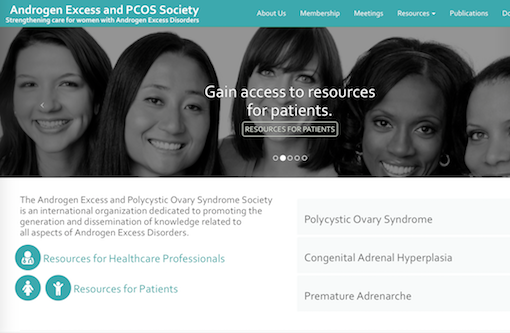 Androgen Excess and PCOS Society
Strengthening care for women with Androgen Excess Disorders
About Us Membership Meetings Resources Publications
Gain access to resources
for patients.
RESOURCES FOR PATIENTS
The Androgen Excess and Polycystic Ovary Syndrome Society
is an international organization dedicated to promoting the
generation and dissemination of knowledge related to
all aspects of Androgen Excess Disorders.
Resources for Healthcare Professionals
Resources for Patients
Polycystic Ovary Syndrome
Congenital Adrenal Hyperplasia
Premature Adrenarche